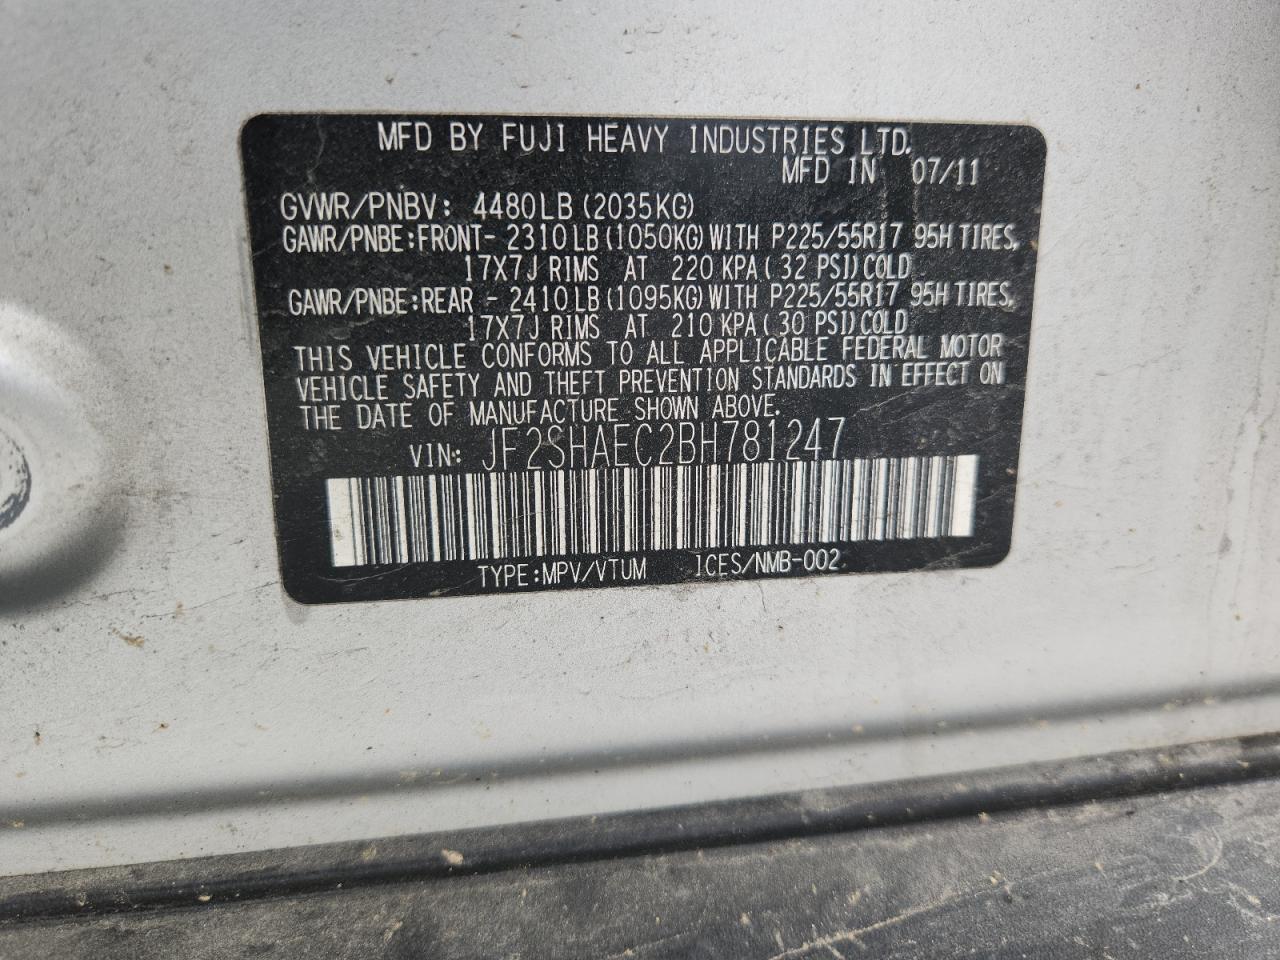 MFD BY FUJI HEAVY INDUSTRIES LTD.
MFD IN 07/11
GVWR/PNBV: 4480LB (2035KG)
GAWR/PNBE:FRONT- 2310LB (1050KG) WITH P225/55R17 95H TIRES,
17X7J RIMS AT 220 KPA ( 32 PSI) COLD
GAWR/PNBE:REAR - 2410LB (1095KG) WITH P225/55R17 95H TIRES,
17X7J RIMS AT 210 KPA ( 30 PSI) COLD
THIS VEHICLE CONFORMS TO ALL APPLICABLE FEDERAL MOTOR
VEHICLE SAFETY AND THEFT PREVENTION STANDARDS IN EFFECT ON
THE DATE OF MANUFACTURE SHOWN ABOVE.
VIN: JF2SHAEC2BH781247
TYPE:MPV/VTUM ICES/NMB-002